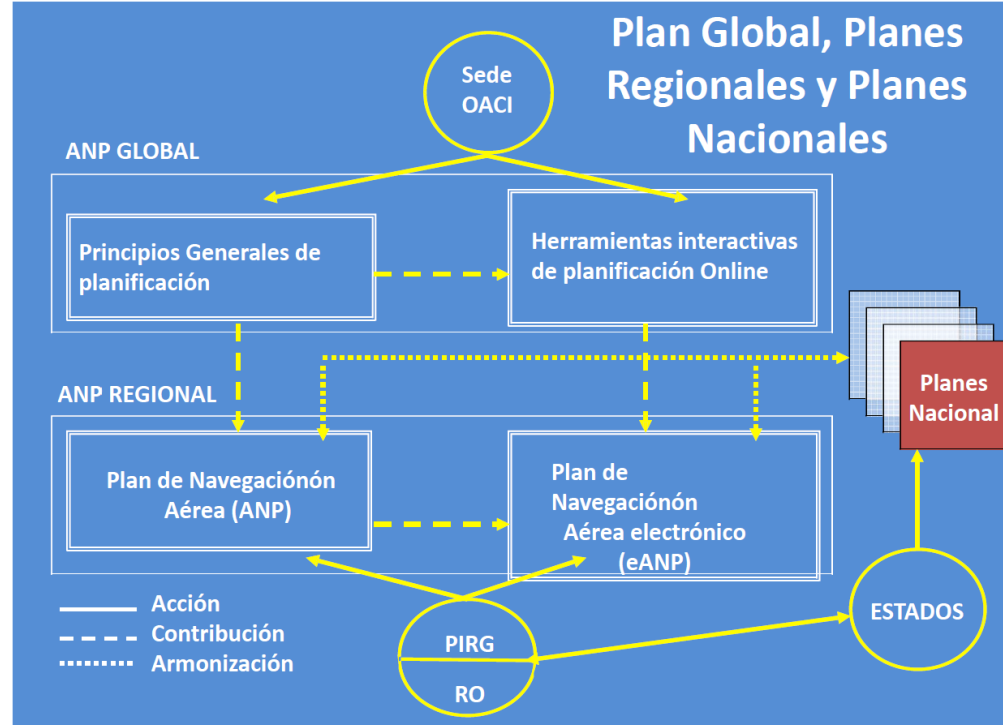 Plan Global, Planes
Regionales y Planes
Nacionales
Sede
OACI
ANP GLOBAL
Principios Generales de
planificación
Herramientas interactivas
de planificación Online
ANP REGIONAL
Plan de Navegaciónón
Aérea (ANP)
Plan de
Navegaciónón
Aérea electrónico
(eANP)
Planes
Nacional
Acción
Contribución
Armonización
PIRG
RO
ESTADOS